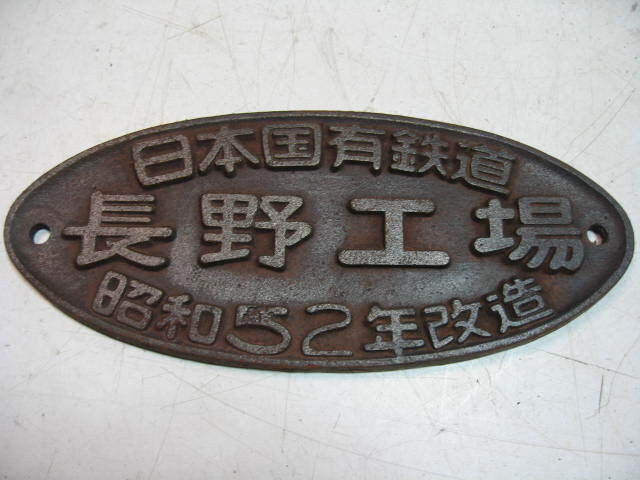 日本国有鉄道
長野工場
昭和52年改造